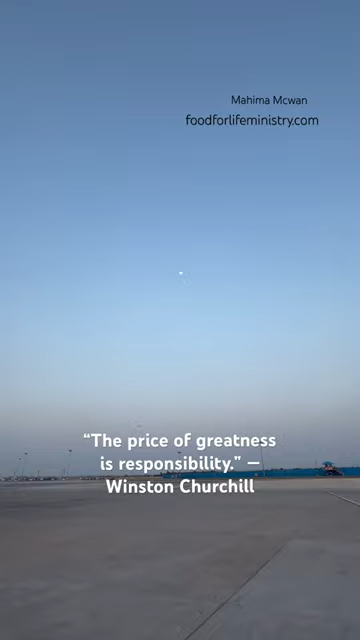 Mahima Mcwan
foodforlifeministry.com
“The price of greatness
is responsibility.” –
Winston Churchill